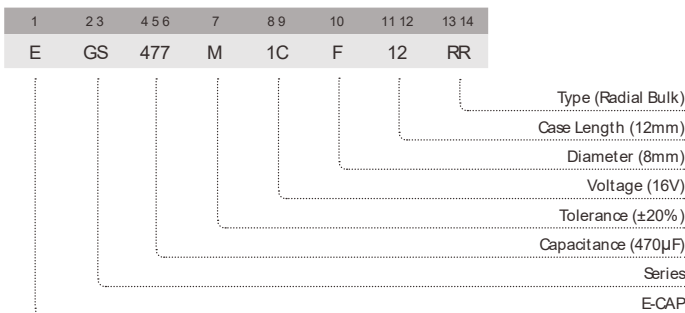 1 2 3 4 5 6 7 8 9 10 11 12 13 14
E GS 477 M 1C F 12 RR
Type (Radial Bulk)
Case Length (12mm)
Diameter (8mm)
Voltage (16V)
Tolerance (±20%)
Capacitance (470µF)
Series
E-CAP